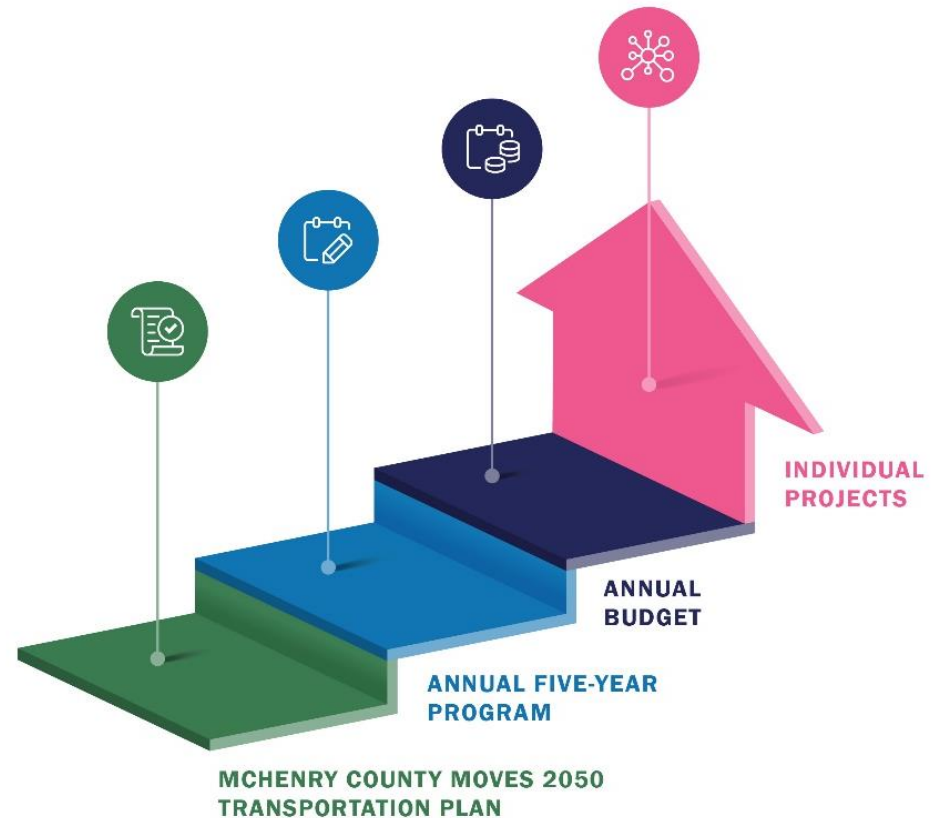 INDIVIDUAL
PROJECTS
ANNUAL
BUDGET
ANNUAL FIVE-YEAR
PROGRAM
MCHENRY COUNTY MOVES 2050
TRANSPORTATION PLAN